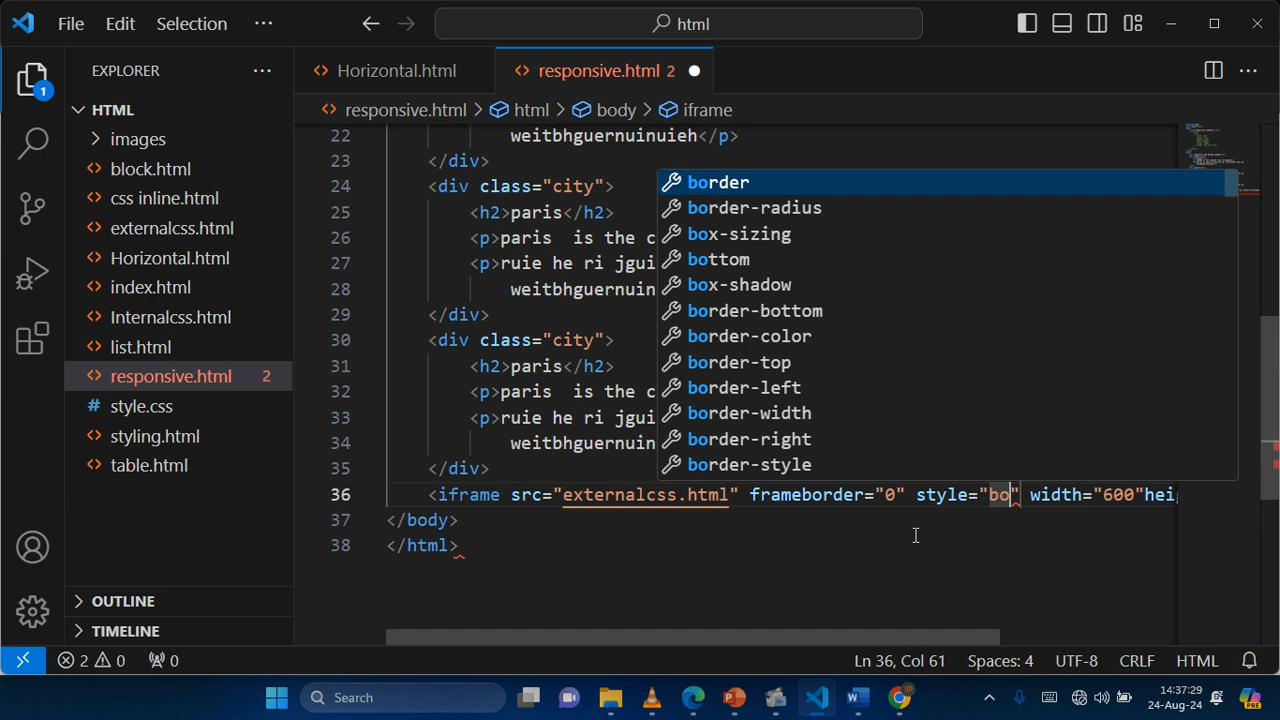 File Edit Selection ··· html
EXPLORER ···
HTML
images
block.html
css inline.html
externalcss.html
Horizontal.html
index.html
Internalcss.html
list.html
responsive.html 2
style.css
styling.html
table.html
OUTLINE
TIMELINE
1
Horizontal.html responsive.html 2
responsive.html > html > body > iframe
22 weitbhguernuinuieh</p>
23 </div>
24 <div class="city">
25 <h2>paris</h2>
26 <p>paris  is the c
27 <p>ruie he ri jgui
28 weitbhguernuin
29 </div>
30 <div class="city">
31 <h2>paris</h2>
32 <p>paris  is the c
33 <p>ruie he ri jgui
34 weitbhguernuin
35 </div>
36 <iframe src="externalcss.html" frameborder="0" style="bo" width="600"hei
37 </body>
38 </html>
border
border-radius
box-sizing
bottom
box-shadow
border-bottom
border-color
border-top
border-left
border-width
border-right
border-style
2 0 0 Ln 36, Col 61 Spaces: 4 UTF-8 CRLF HTML
Search
14:37:29
24-Aug-24